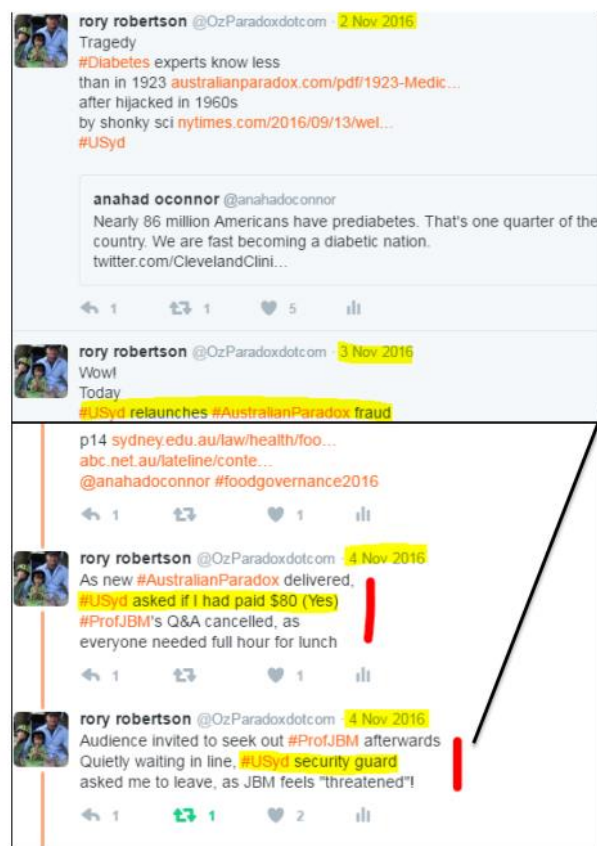 rory robertson @OzParadoxdotcom · 2 Nov 2016
Tragedy
#Diabetes experts know less
than in 1923 australianparadox.com/pdf/1923-Medic...
after hijacked in 1960s
by shonky sci nytimes.com/2016/09/13/wel...
#USyd
anahad oconnor @anahadoconnor
Nearly 86 million Americans have prediabetes. That's one quarter of the
country. We are fast becoming a diabetic nation.
twitter.com/ClevelandClini...
1 1 5
rory robertson @OzParadoxdotcom · 3 Nov 2016
Wow!
Today
#USyd relaunches #AustralianParadox fraud
p14 sydney.edu.au/law/health/foo...
abc.net.au/lateline/conte...
@anahadoconnor #foodgovernance2016
1 1
rory robertson @OzParadoxdotcom · 4 Nov 2016
As new #AustralianParadox delivered,
#USyd asked if I had paid $80 (Yes)
#ProfJBM's Q&A cancelled, as
everyone needed full hour for lunch
1 1
rory robertson @OzParadoxdotcom · 4 Nov 2016
Audience invited to seek out #ProfJBM afterwards
Quietly waiting in line, #USyd security guard
asked me to leave, as JBM feels "threatened"!
1 1 2